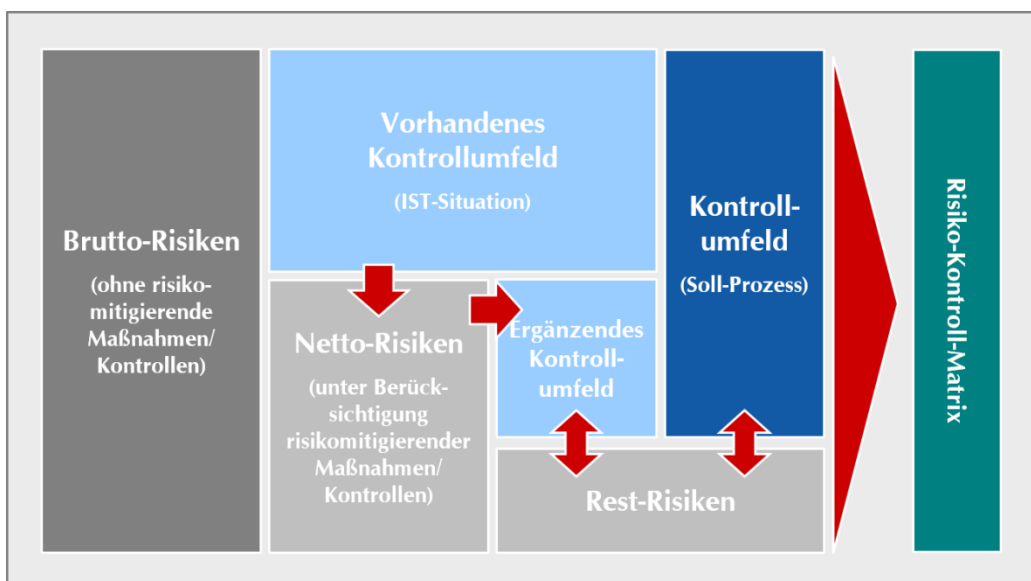 Brutto-Risiken
(ohne risiko-
mitigierende
Maßnahmen/
Kontrollen)
Vorhandenes
Kontrollumfeld
(IST-Situation)
Netto-Risiken
(unter Berück-
sichtigung
risikomitigierender
Maßnahmen/
Kontrollen)
Ergänzendes
Kontroll-
umfeld
Kontroll-
umfeld
(Soll-Prozess)
Rest-Risiken
Risiko-Kontroll-Matrix